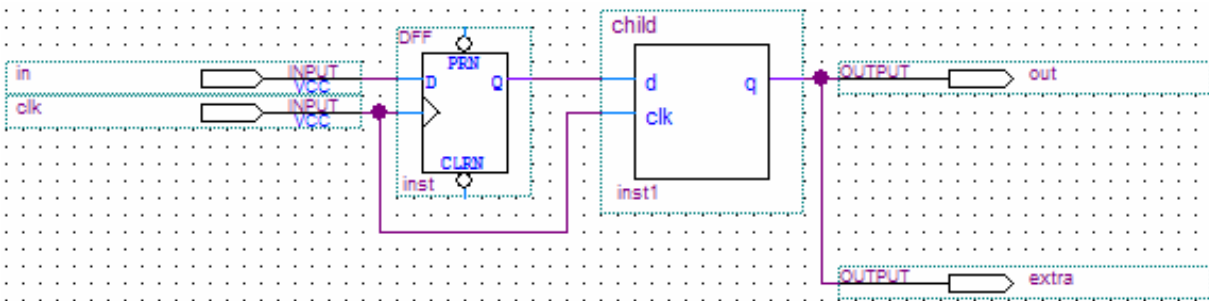 child
DFF
PRN
in INPUT VCC
D Q
d q
OUTPUT out
clk INPUT VCC
clk
CLRN
inst
inst1
OUTPUT extra